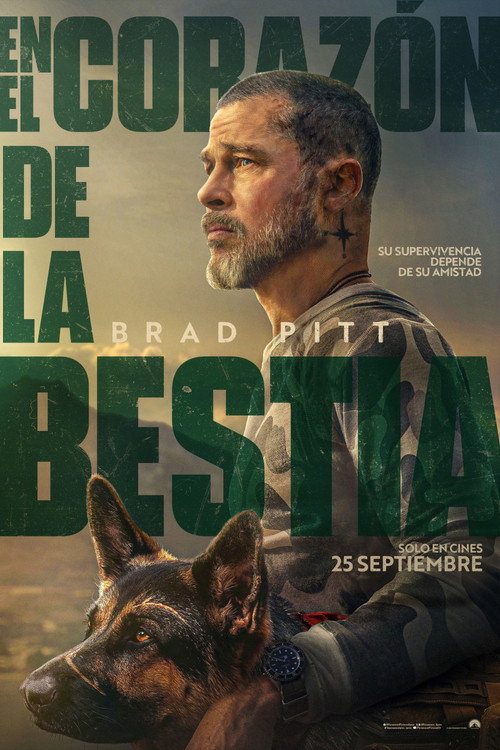 EN EL CORAZÓN
DE
LA
BESTIA
BRAD PITT
SU SUPERVIVENCIA
DEPENDE
DE SU AMISTAD
SOLO EN CINES
25 SEPTIEMBRE